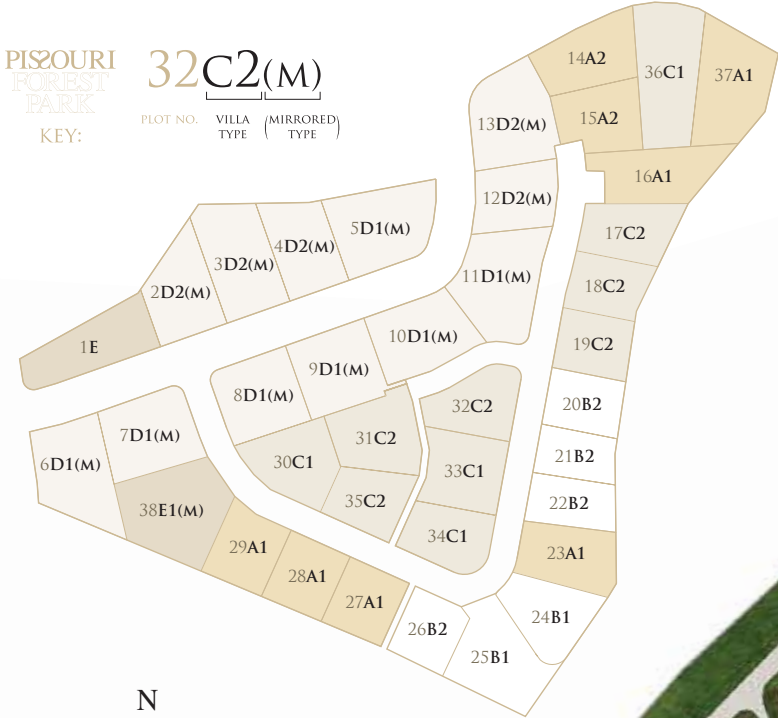 PISSOURI
FOREST
PARK
KEY:
32C2(M)
PLOT NO.
VILLA
TYPE
(MIRRORED
TYPE)
14A2
36C1
37A1
15A2
13D2(M)
16A1
12D2(M)
5D1(M)
17C2
4D2(M)
3D2(M)
11D1(M)
2D2(M)
18C2
1E
10D1(M)
19C2
9D1(M)
8D1(M)
32C2
20B2
7D1(M)
31C2
6D1(M)
30C1
33C1
21B2
35C2
22B2
38E1(M)
34C1
29A1
23A1
28A1
27A1
24B1
26B2
25B1
N